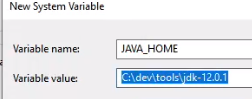 New System Variable
Variable name: JAVA_HOME
Variable value: C:\dev\tools\jdk-12.0.1